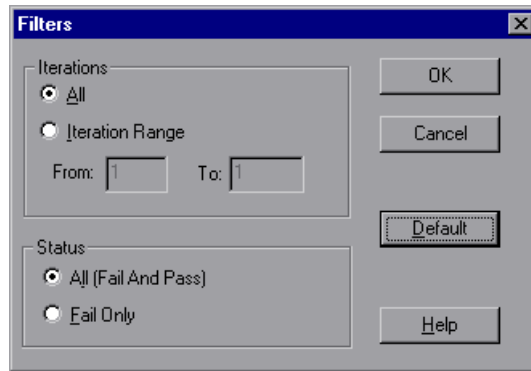 Filters
Iterations
All
Iteration Range
From: 1 To: 1
Status
All (Fail And Pass)
Fail Only
OK
Cancel
Default
Help